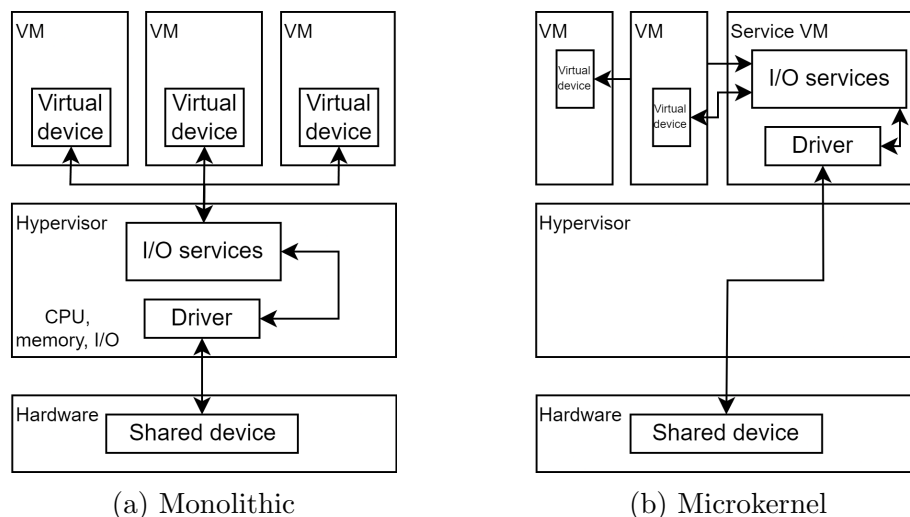 VM
VM
VM
Virtual
device
Virtual
device
Virtual
device
Hypervisor
I/O services
Driver
CPU,
memory, I/O
Hardware
Shared device
(a) Monolithic
VM
VM
Service VM
Virtual
device
Virtual
device
I/O services
Driver
Hypervisor
Hardware
Shared device
(b) Microkernel